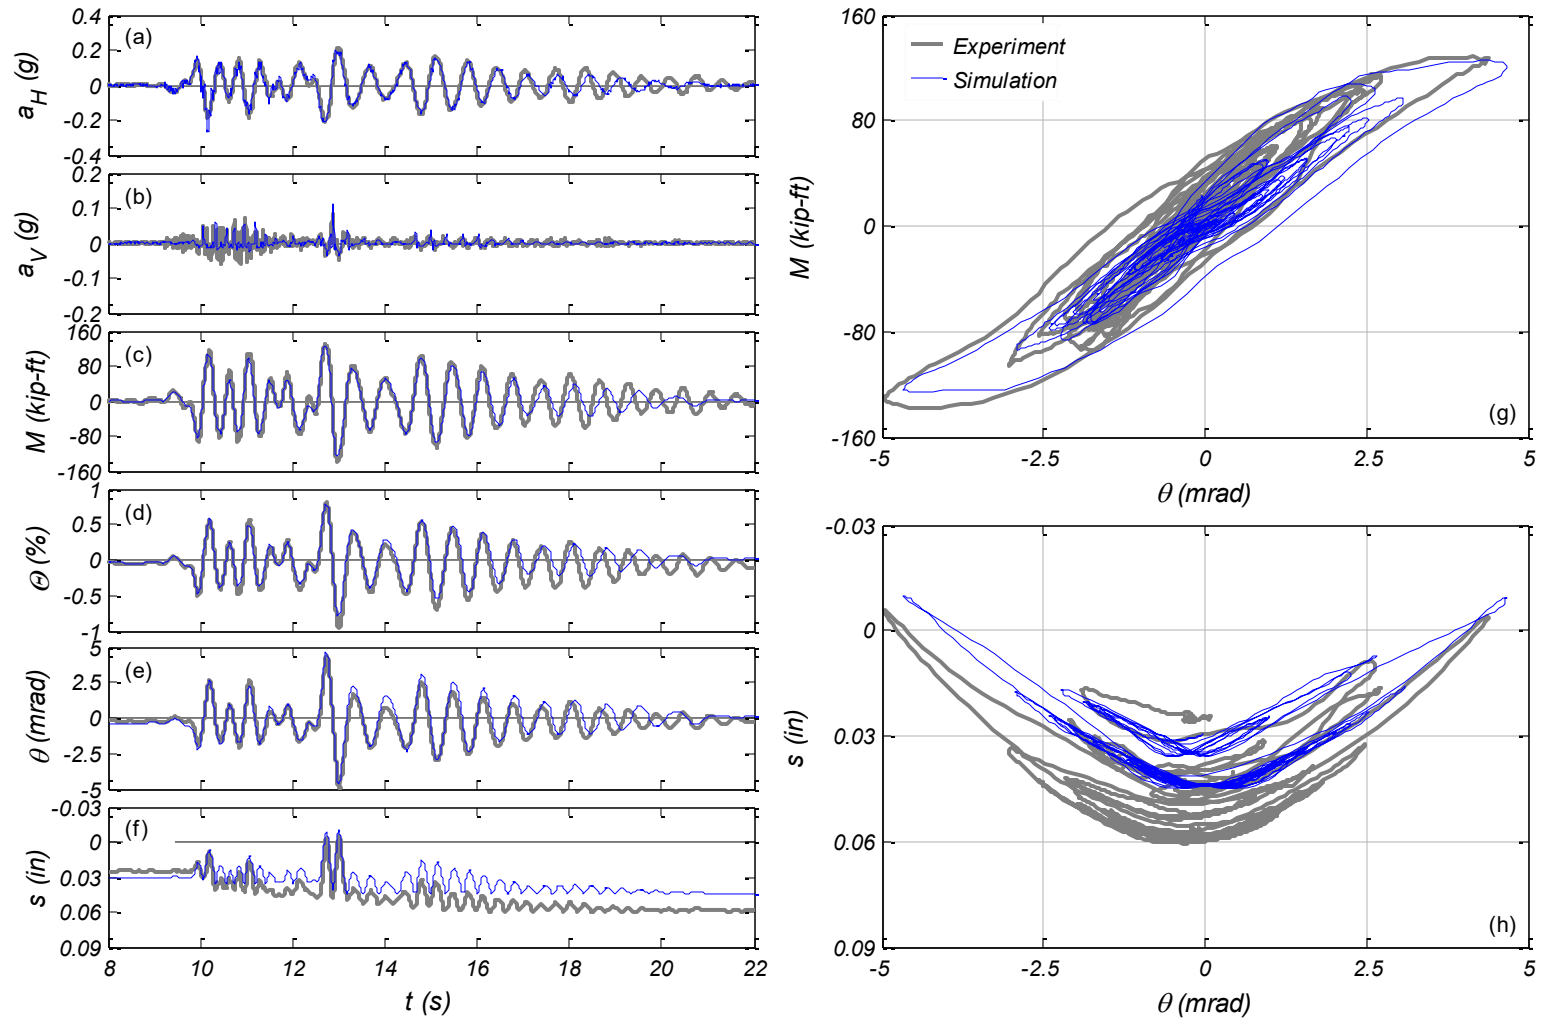 (a)
a_H (g)
0.4
0.2
0
-0.2
-0.4
(b)
a_V (g)
0.2
0.1
0
-0.1
-0.2
(c)
M (kip-ft)
160
80
0
-80
-160
(d)
Θ (%)
1
0.5
0
-0.5
-1
(e)
θ (mrad)
5
2.5
0
-2.5
-5
(f)
s (in)
-0.03
0
0.03
0.06
0.09
8 10 12 14 16 18 20 22
t (s)
Experiment
Simulation
M (kip-ft)
160
80
0
-80
-160
(g)
-5 -2.5 0 2.5 5
θ (mrad)
s (in)
-0.03
0
0.03
0.06
0.09
(h)
-5 -2.5 0 2.5 5
θ (mrad)